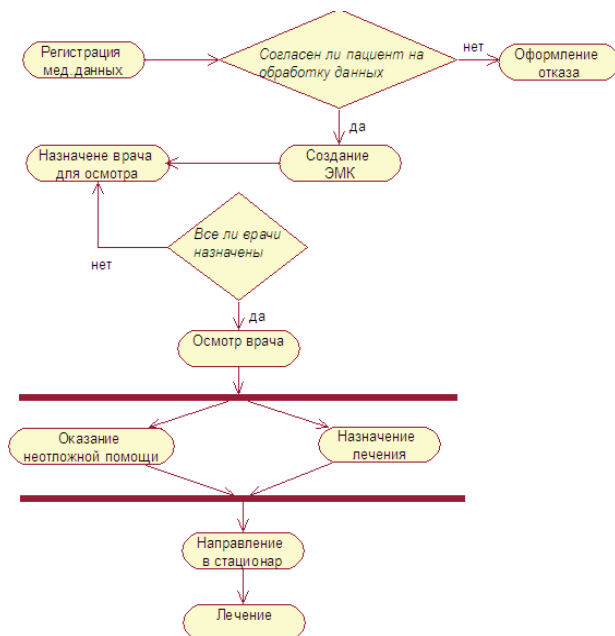 Регистрация
мед.данных
Согласен ли пациент на
обработку данных
нет
Оформление
отказа
да
Назначене врача
для осмотра
Создание
ЭМК
Все ли врачи
назначены
нет
да
Осмотр врача
Оказание
неотложной помощи
Назначение
лечения
Направление
в стационар
Лечение